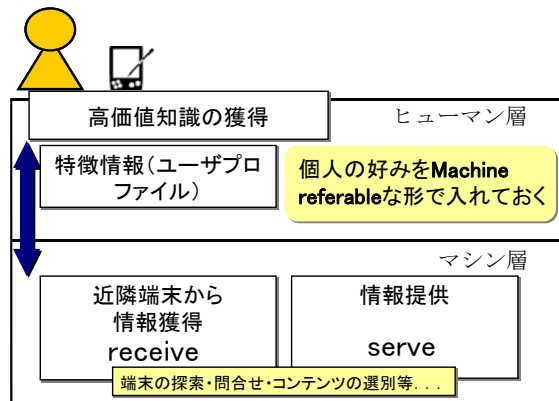 高価値知識の獲得
ヒューマン層
特徴情報(ユーザプロ
ファイル)
個人の好みをMachine
referableな形で入れておく
マシン層
近隣端末から
情報獲得
receive
情報提供
serve
端末の探索・問合せ・コンテンツの選別等...